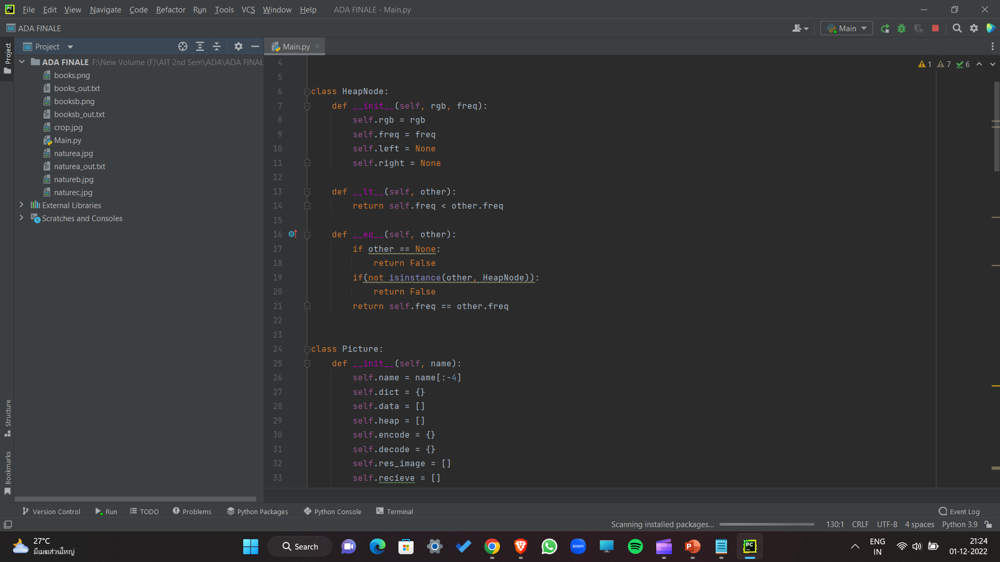 File Edit View Navigate Code Refactor Run Tools VCS Window Help ADA FINALE - Main.py
ADA FINALE
Main
Project
Project
Main.py
ADA FINALE F:\New Volume (F)\AIT 2nd Sem\ADA\ADA FINAL
books.png
books_out.txt
booksb.png
booksb_out.txt
crop.jpg
Main.py
naturea.jpg
naturea_out.txt
natureb.jpg
naturec.jpg
External Libraries
Scratches and Consoles
1 7 6
4
5
6 class HeapNode:
7 def __init__(self, rgb, freq):
8 self.rgb = rgb
9 self.freq = freq
10 self.left = None
11 self.right = None
12
13 def __lt__(self, other):
14 return self.freq < other.freq
15
16 def __eq__(self, other):
17 if other == None:
18 return False
19 if(not isinstance(other, HeapNode)):
20 return False
21 return self.freq == other.freq
22
23
24 class Picture:
25 def __init__(self, name):
26 self.name = name[:-4]
27 self.dict = {}
28 self.data = []
29 self.heap = []
30 self.encode = {}
31 self.decode = {}
32 self.res_image = []
33 self.recieve = []
Structure
Bookmarks
Version Control Run TODO Problems Python Packages Python Console Terminal Event Log
Scanning installed packages... 130:1 CRLF UTF-8 4 spaces Python 3.9
27°C
มีเมฆส่วนใหญ่
Search
zoom
ENG
IN
21:24
01-12-2022